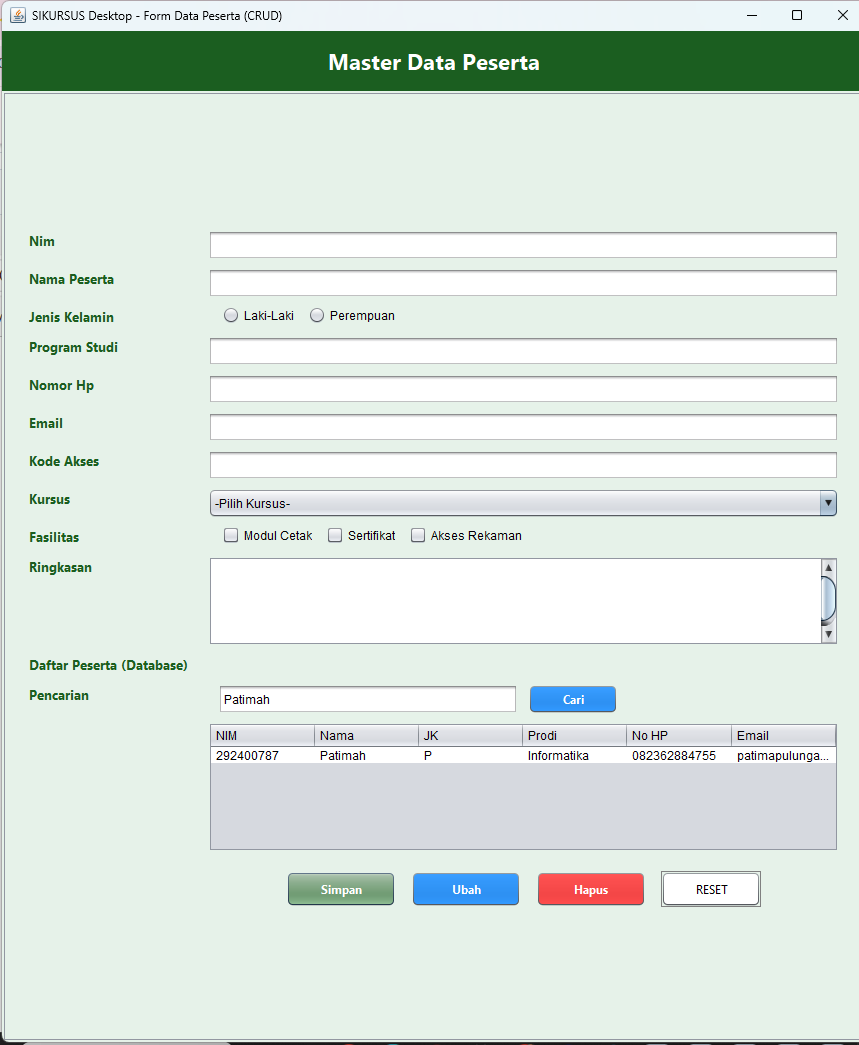 SIKURSUS Desktop - Form Data Peserta (CRUD)
Master Data Peserta
Nim
Nama Peserta
Jenis Kelamin Laki-Laki Perempuan
Program Studi
Nomor Hp
Email
Kode Akses
Kursus -Pilih Kursus-
Fasilitas Modul Cetak Sertifikat Akses Rekaman
Ringkasan
Daftar Peserta (Database)
Pencarian Patimah Cari
NIM Nama JK Prodi No HP Email
292400787 Patimah P Informatika 082362884755 patimapulunga...
Simpan Ubah Hapus RESET